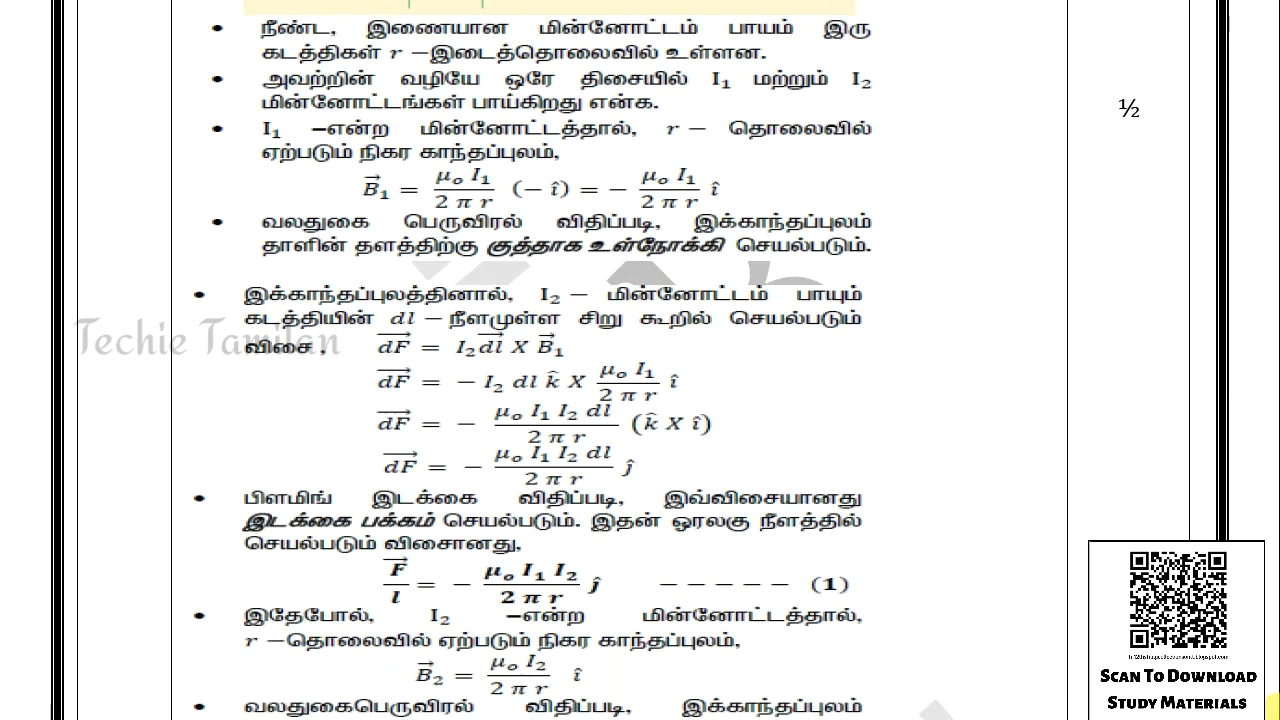 • நீண்ட, இணையான மின்னோட்டம் பாயம் இரு
கடத்திகள் r –இடைத்தொலைவில் உள்ளன.
• அவற்றின் வழியே ஒரே திசையில் I₁ மற்றும் I₂
மின்னோட்டங்கள் பாய்கிறது என்க.
½
• I₁ –என்ற மின்னோட்டத்தால், r – தொலைவில்
ஏற்படும் நிகர காந்தப்புலம்,
B⃗₁ = μₒ I₁ / 2 π r (− î) = − μₒ I₁ / 2 π r î
• வலதுகை பெருவிரல் விதிப்படி, இக்காந்தப்புலம்
தாளின் தளத்திற்கு குத்தாக உள்நோக்கி செயல்படும்.
• இக்காந்தப்புலத்தினால், I₂ – மின்னோட்டம் பாயும்
கடத்தியின் dl – நீளமுள்ள சிறு கூறில் செயல்படும்
விசை , dF⃗ = I₂ dl⃗ X B⃗₁
Techie Tamilan
dF⃗ = − I₂ dl k̂ X μₒ I₁ / 2 π r î
dF⃗ = − μₒ I₁ I₂ dl / 2 π r (k̂ X î)
dF⃗ = − μₒ I₁ I₂ dl / 2 π r ĵ
• பிளமிங் இடக்கை விதிப்படி, இவ்விசையானது
இடக்கை பக்கம் செயல்படும். இதன் ஓரலகு நீளத்தில்
செயல்படும் விசைானது,
F⃗ / l = − μₒ I₁ I₂ / 2 π r ĵ − − − − − (1)
• இதேபோல், I₂ –என்ற மின்னோட்டத்தால்,
r –தொலைவில் ஏற்படும் நிகர காந்தப்புலம்,
B⃗₂ = μₒ I₂ / 2 π r î
• வலதுகைபெருவிரல் விதிப்படி, இக்காந்தப்புலம்
SCAN TO DOWNLOAD
STUDY MATERIALS